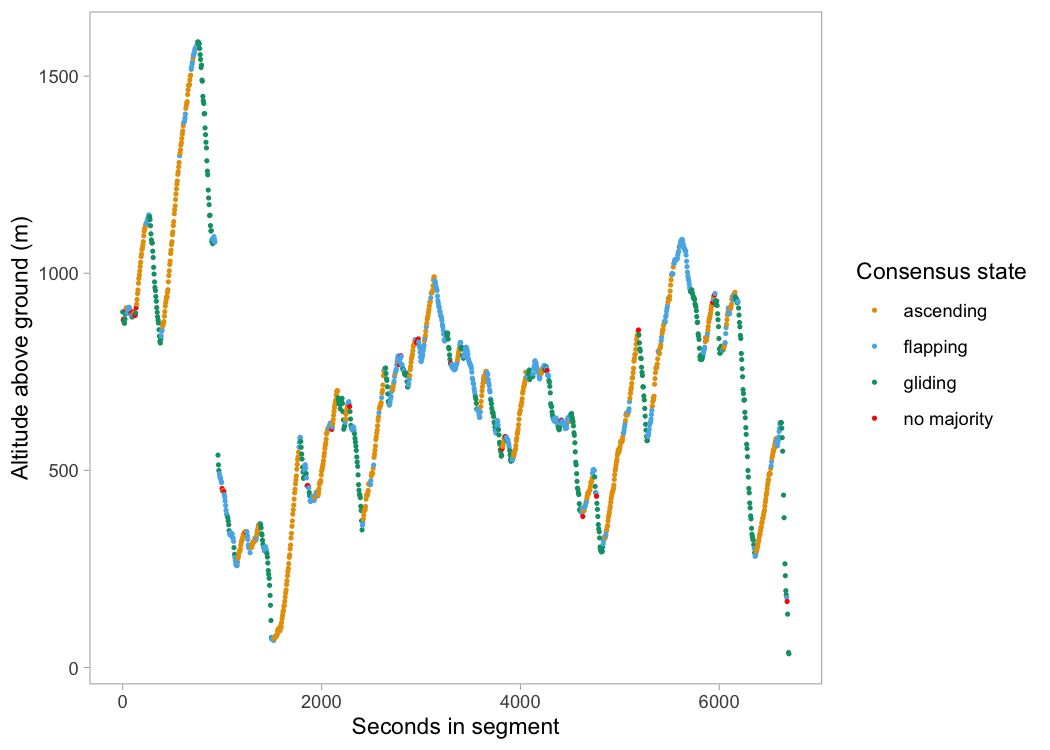 1500
1000
500
0
Altitude above ground (m)
0 2000 4000 6000
Seconds in segment
Consensus state
ascending
flapping
gliding
no majority